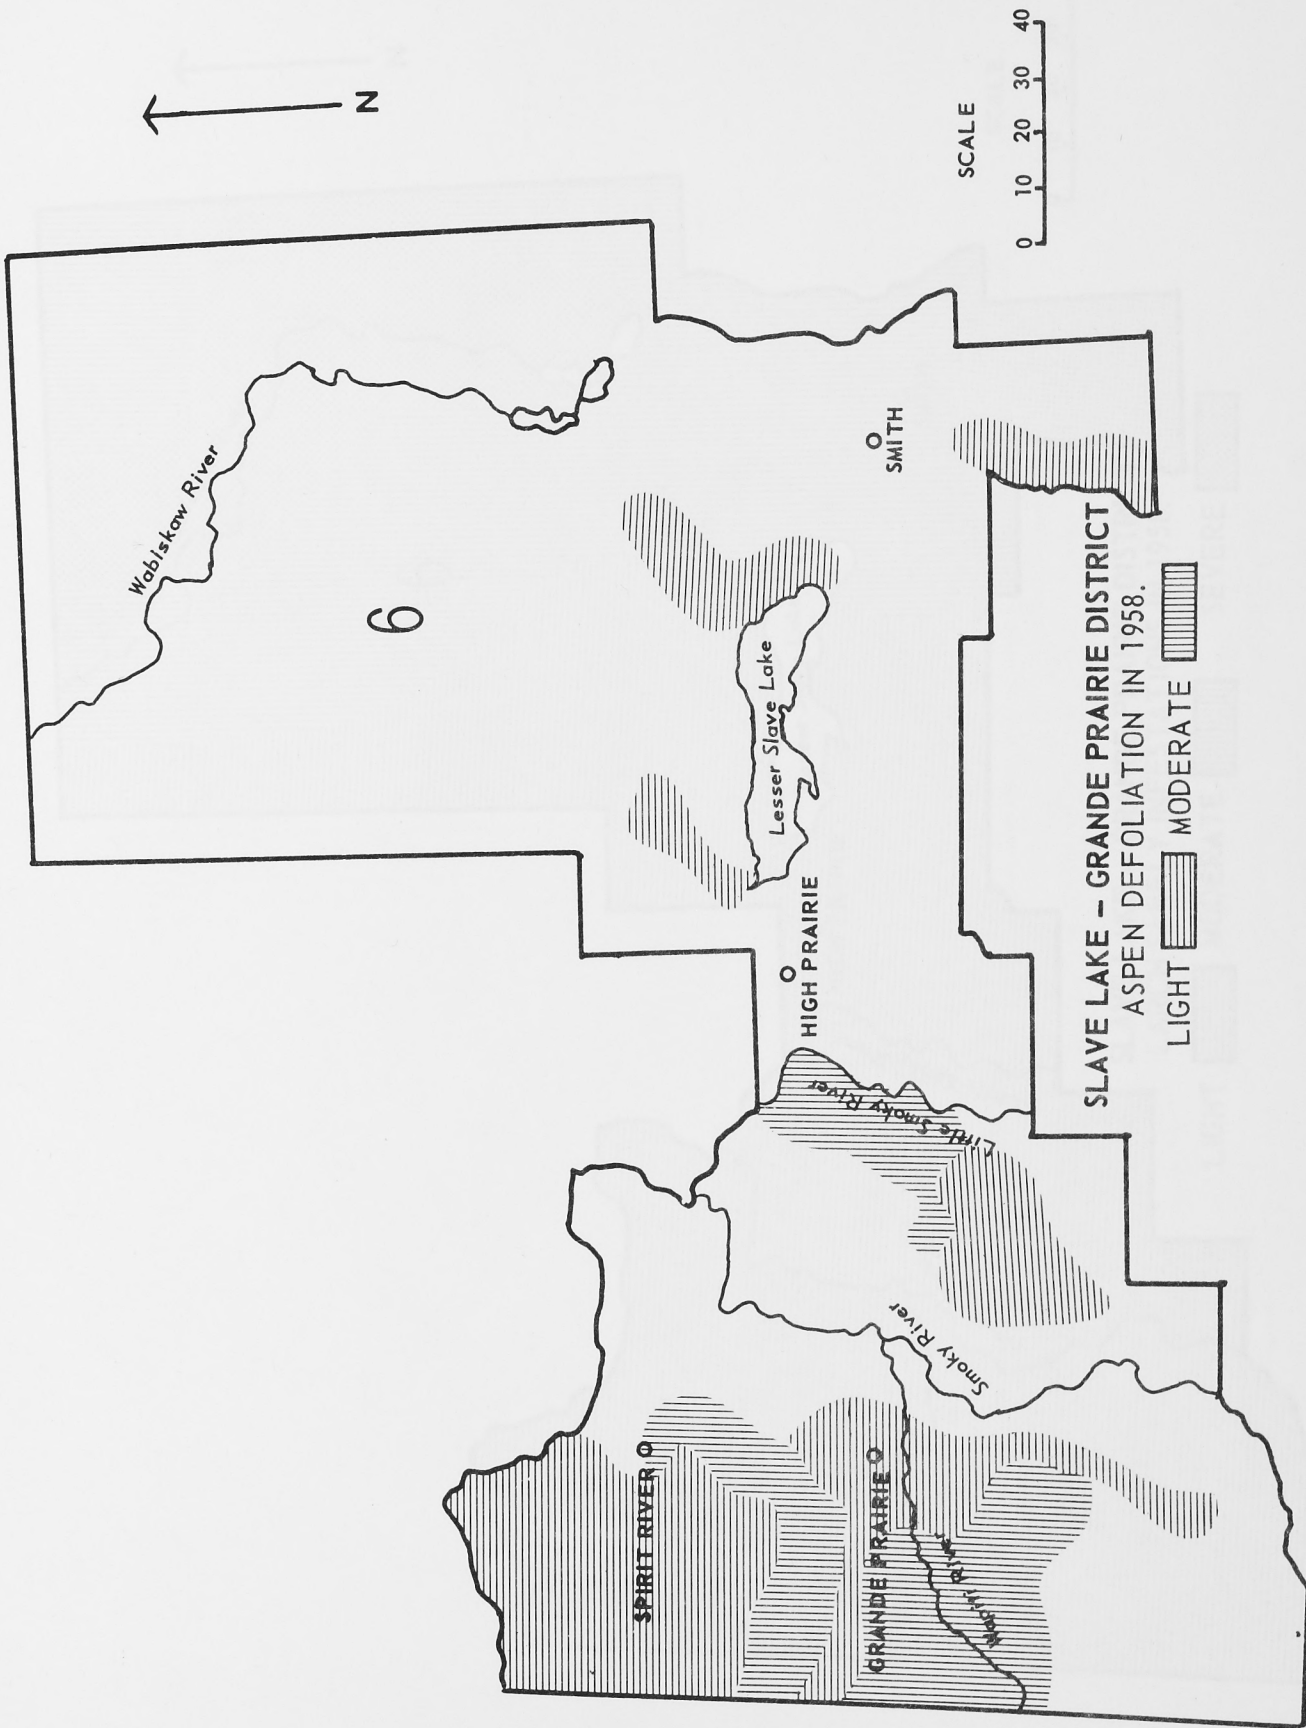 N
Wabiskaw River
6
Lesser Slave Lake
SMITH
HIGH PRAIRIE
Little Smoky River
Smoky River
SPIRIT RIVER
GRANDE PRAIRIE
Wapiti River
SCALE
0 10 20 30 40
SLAVE LAKE – GRANDE PRAIRIE DISTRICT
ASPEN DEFOLIATION IN 1958.
LIGHT MODERATE